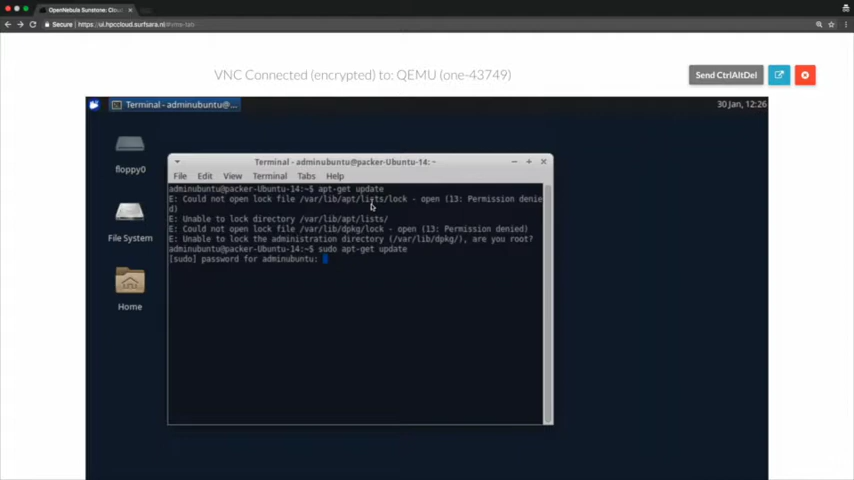 OpenNebula Sunstone: Cloud
Secure
https://ui.hpccloud.surfsara.nl/#vms-tab
VNC Connected (encrypted) to: QEMU (one-43749)
Send CtrlAltDel
Terminal - adminubuntu@...
30 Jan, 12:26
floppy0
File System
Home
Terminal - adminubuntu@packer-Ubuntu-14: ~
File Edit View Terminal Tabs Help
adminubuntu@packer-Ubuntu-14:~$ apt-get update
E: Could not open lock file /var/lib/apt/lists/lock - open (13: Permission denie
d)
E: Unable to lock directory /var/lib/apt/lists/
E: Could not open lock file /var/lib/dpkg/lock - open (13: Permission denied)
E: Unable to lock the administration directory (/var/lib/dpkg/), are you root?
adminubuntu@packer-Ubuntu-14:~$ sudo apt-get update
[sudo] password for adminubuntu: